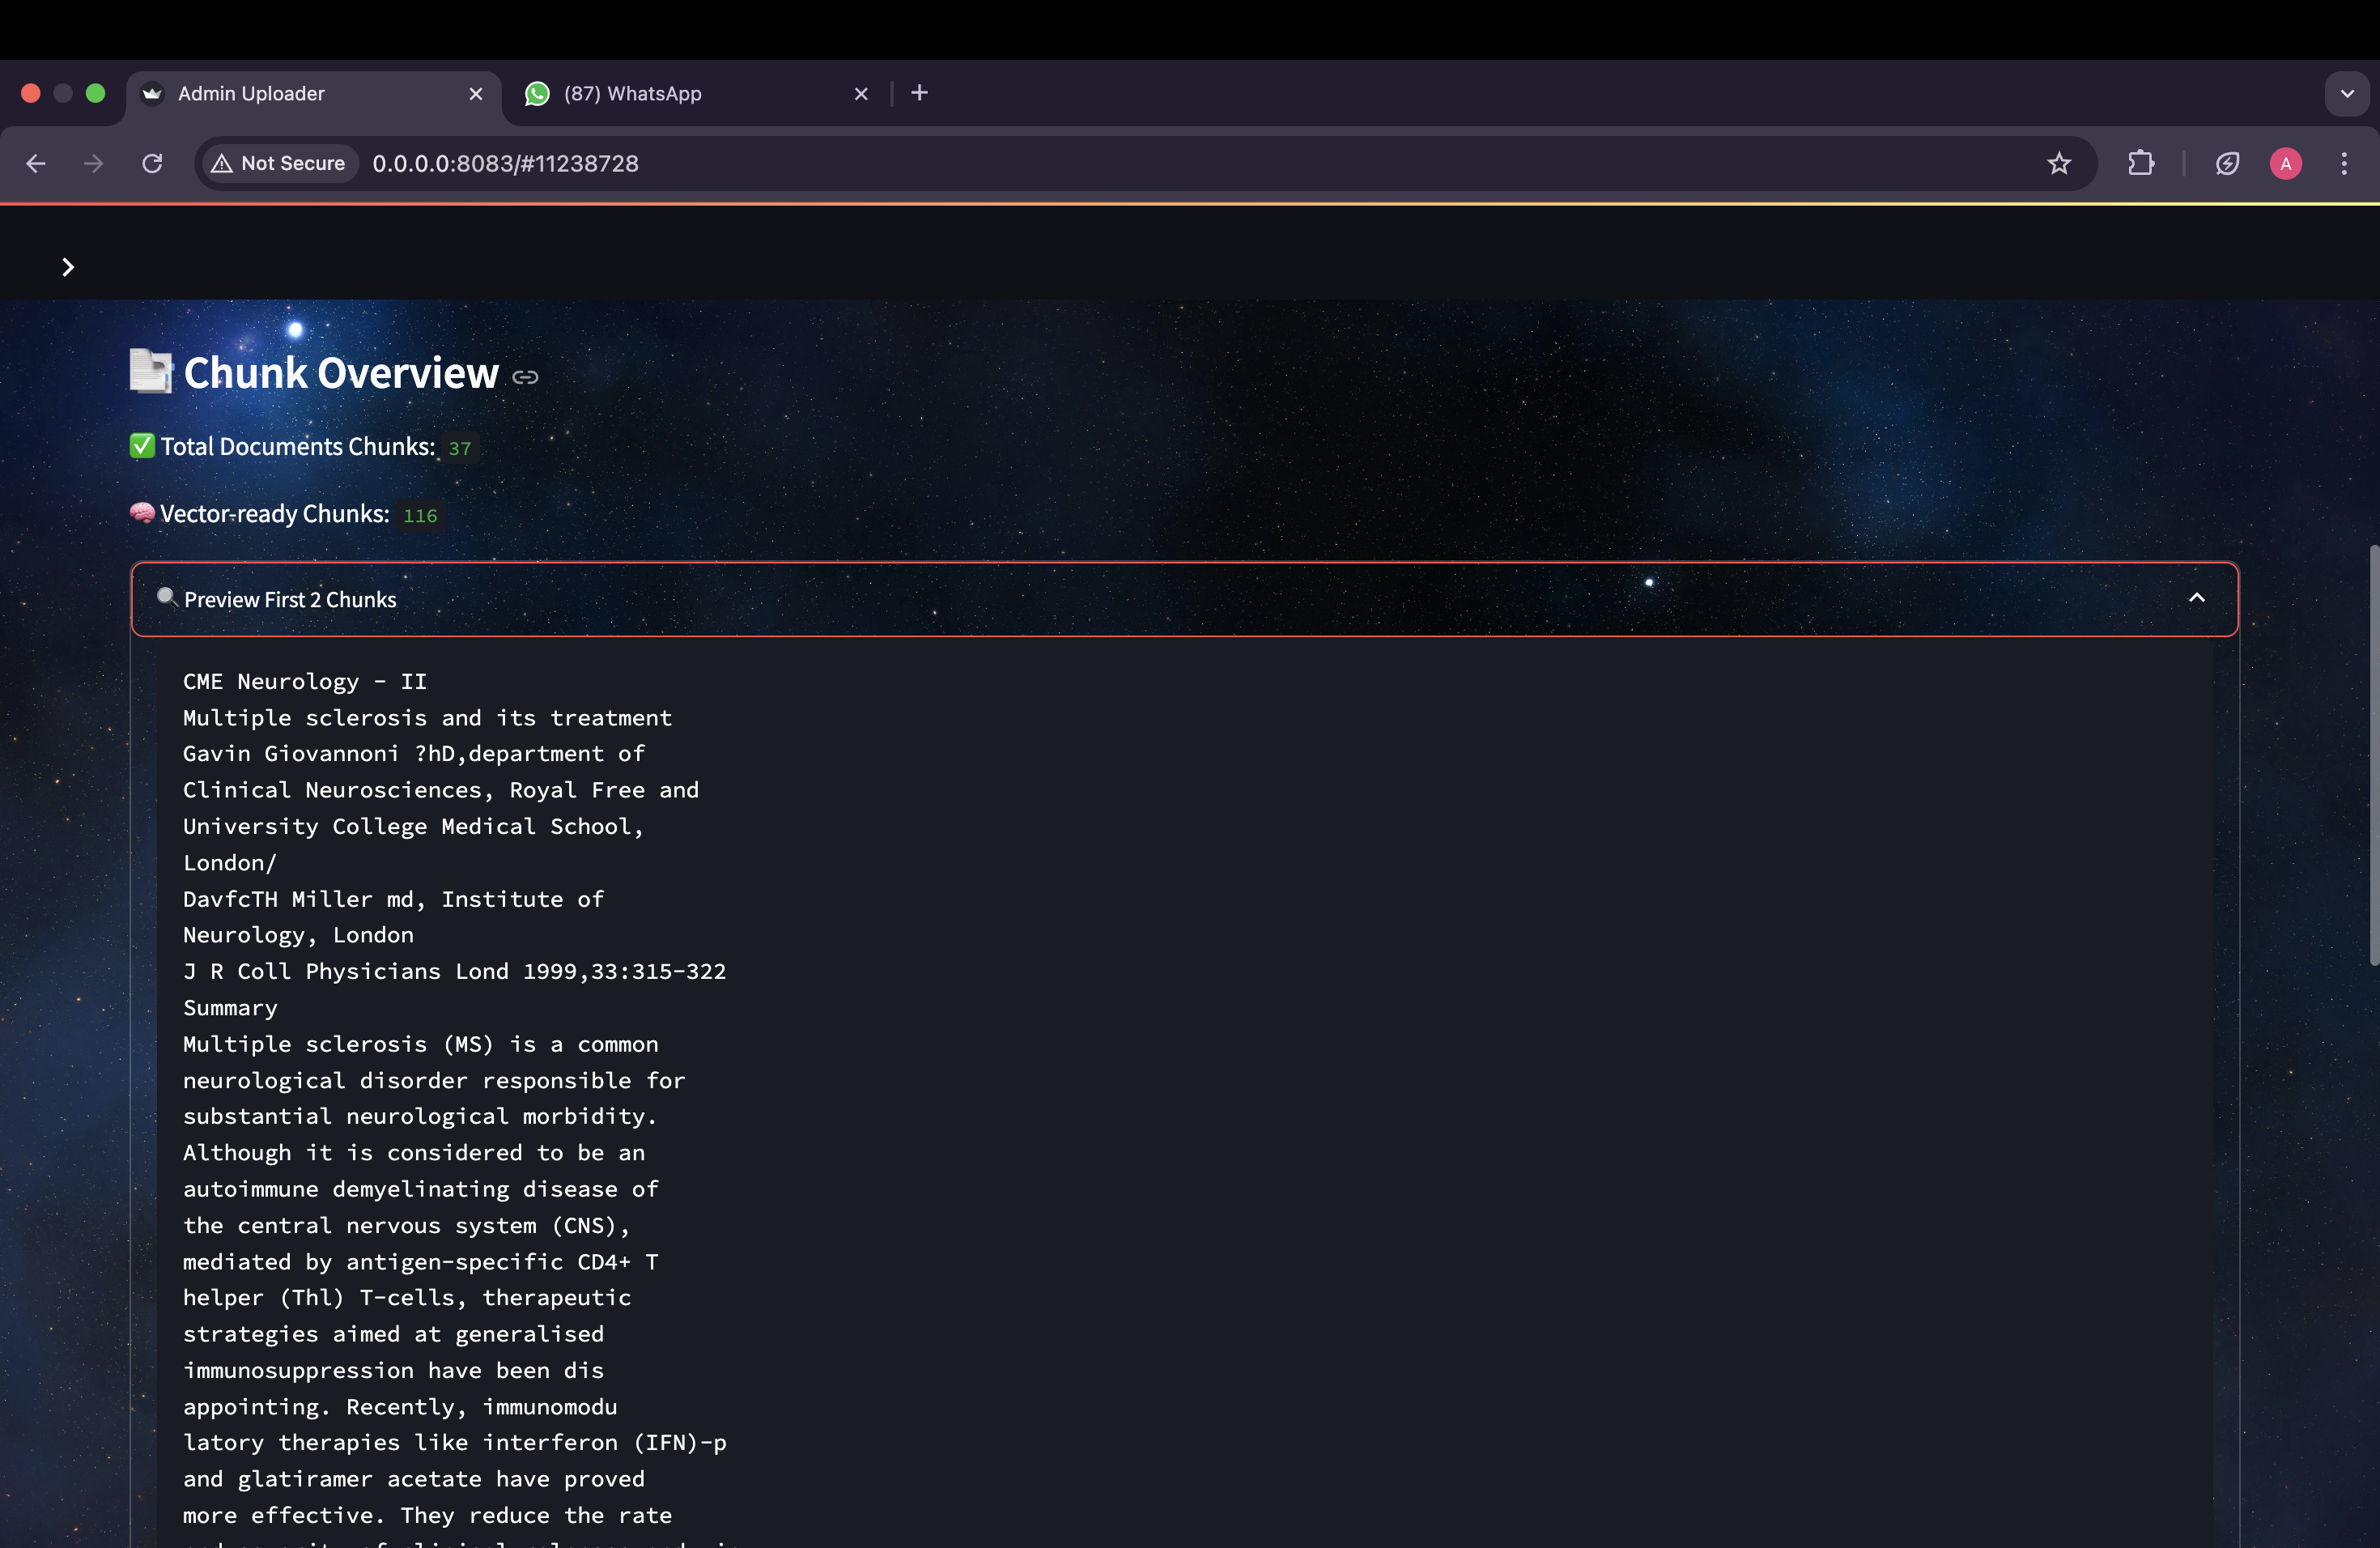 Admin Uploader
(87) WhatsApp
Not Secure
0.0.0.0:8083/#11238728
A
Chunk Overview
Total Documents Chunks: 37
Vector-ready Chunks: 116
Preview First 2 Chunks
CME Neurology - II
Multiple sclerosis and its treatment
Gavin Giovannoni ?hD,department of
Clinical Neurosciences, Royal Free and
University College Medical School,
London/
DavfcTH Miller md, Institute of
Neurology, London
J R Coll Physicians Lond 1999,33:315-322
Summary
Multiple sclerosis (MS) is a common
neurological disorder responsible for
substantial neurological morbidity.
Although it is considered to be an
autoimmune demyelinating disease of
the central nervous system (CNS),
mediated by antigen-specific CD4+ T
helper (Thl) T-cells, therapeutic
strategies aimed at generalised
immunosuppression have been dis
appointing. Recently, immunomodu
latory therapies like interferon (IFN)-p
and glatiramer acetate have proved
more effective. They reduce the rate